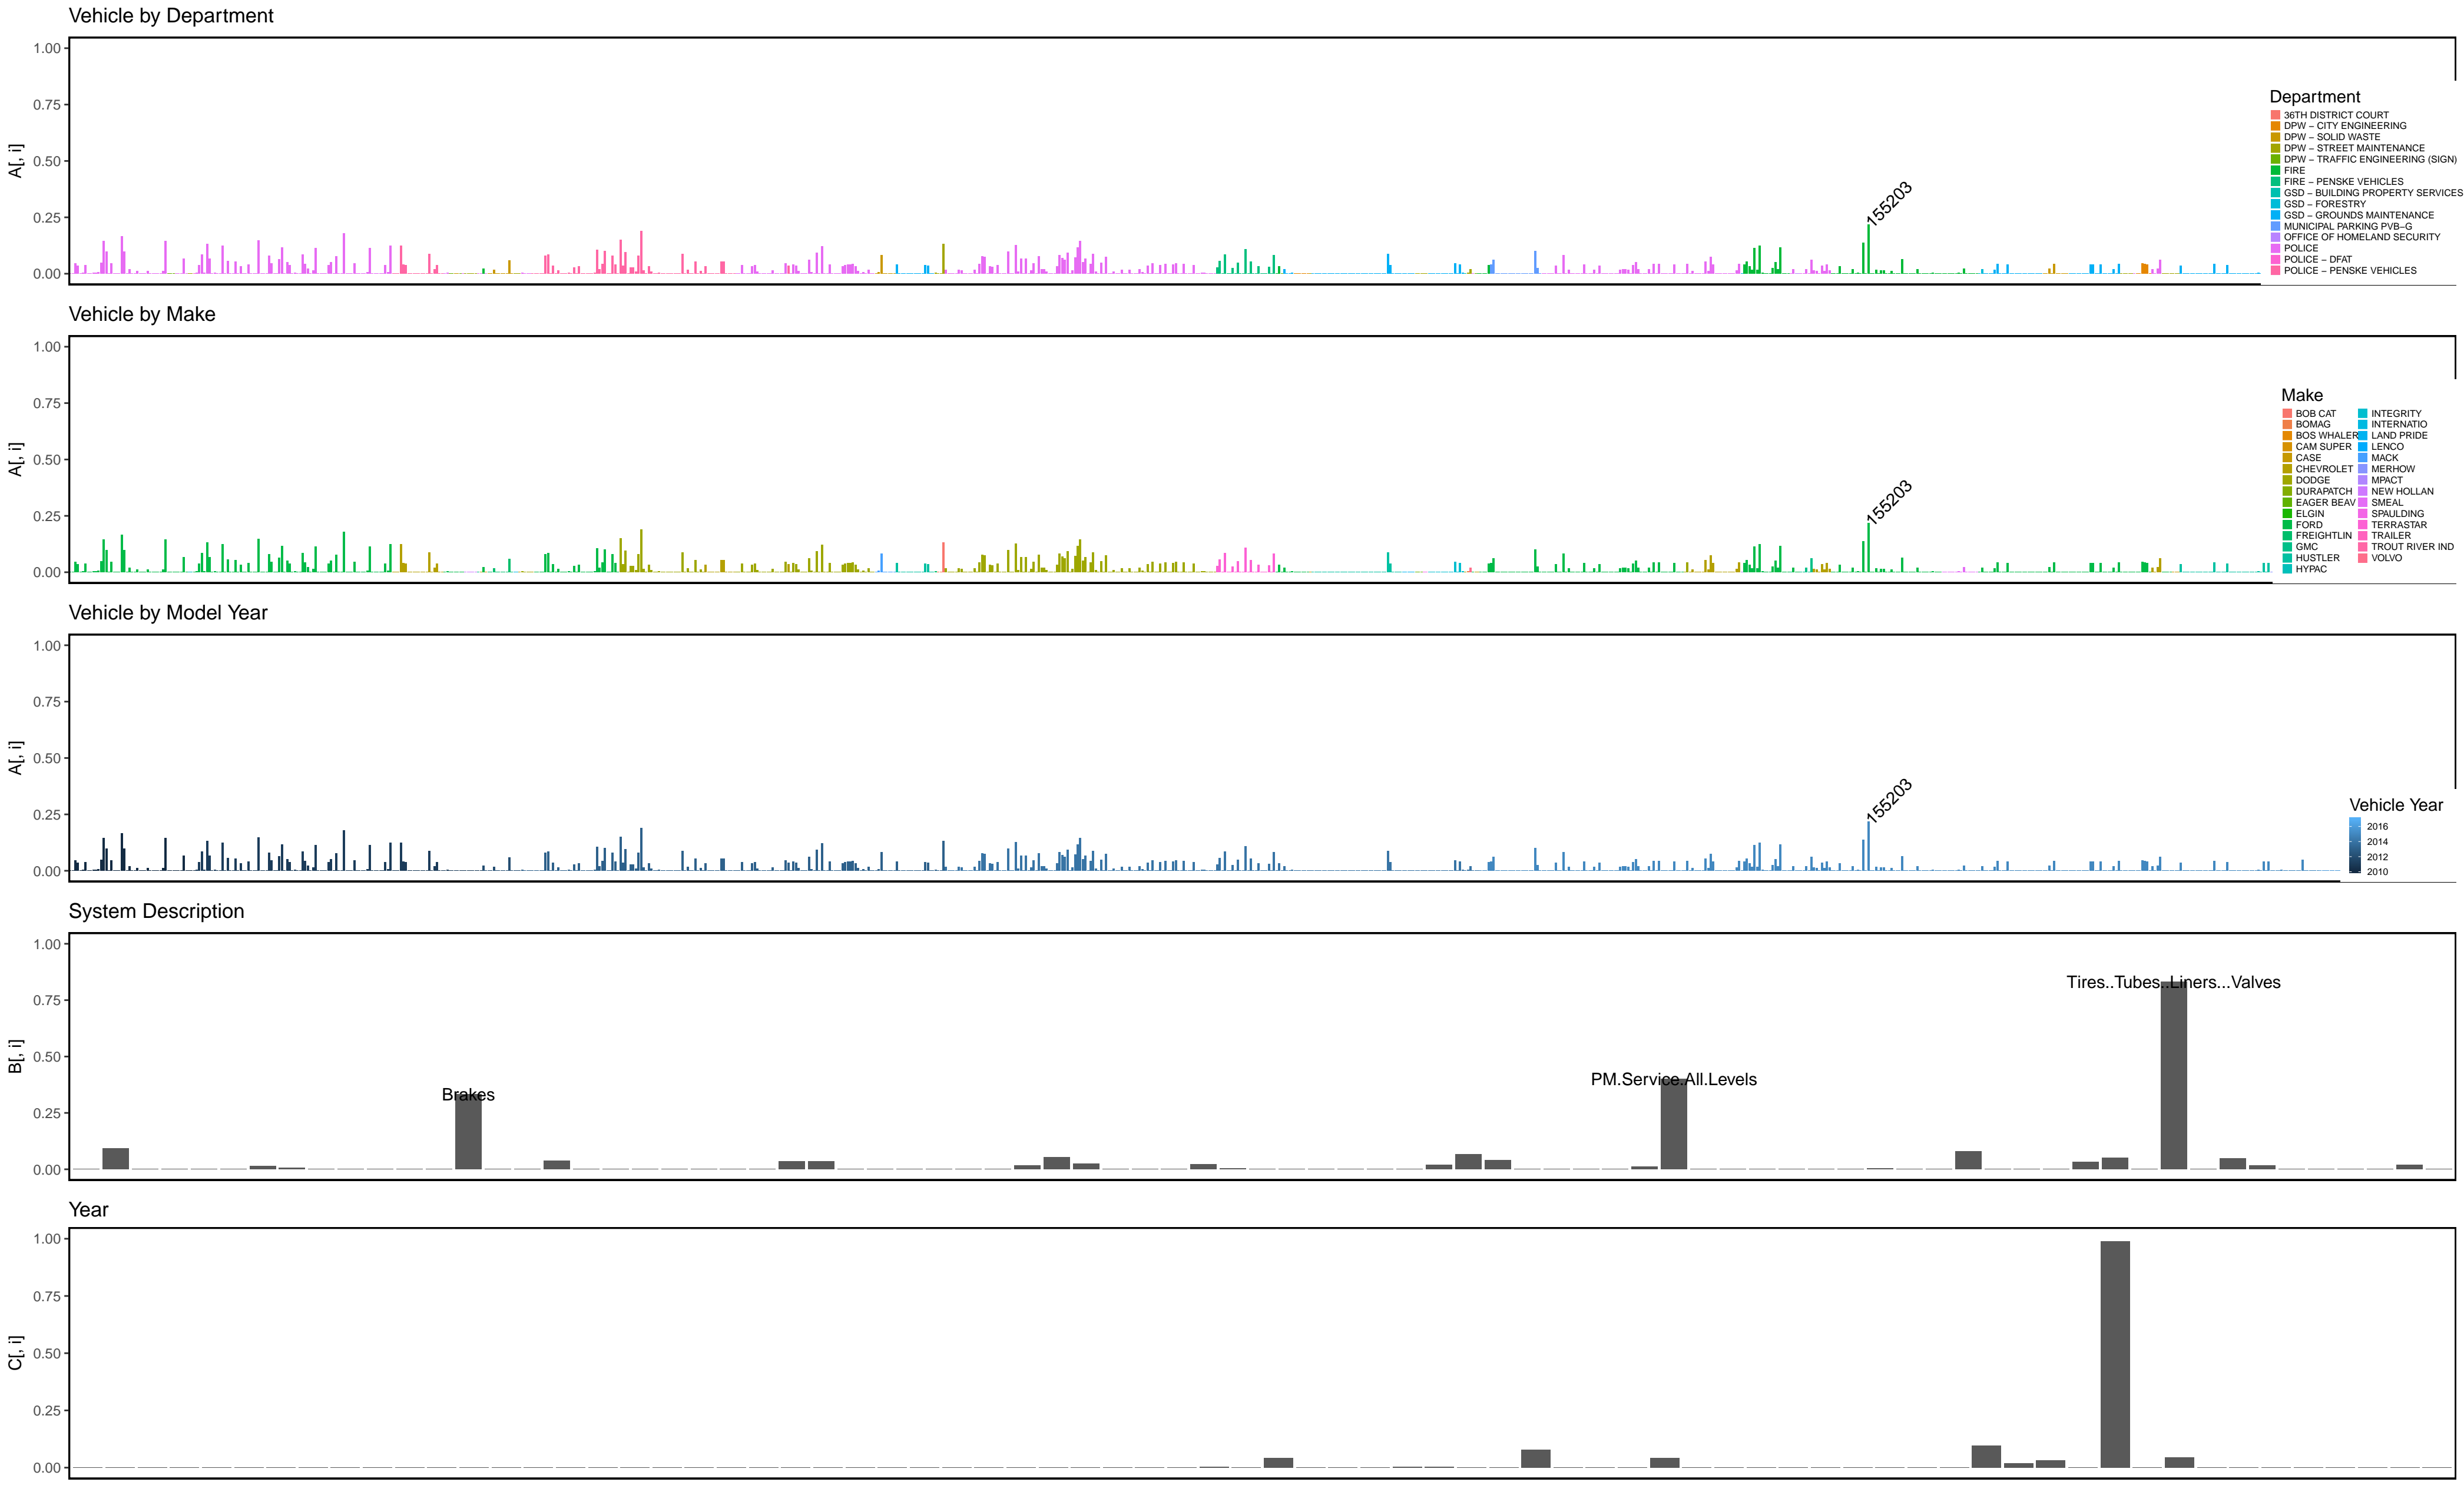 Vehicle by Department
1.00
0.75
0.50
0.25
0.00
A[, i]
155203
Department
36TH DISTRICT COURT
DPW – CITY ENGINEERING
DPW – SOLID WASTE
DPW – STREET MAINTENANCE
DPW – TRAFFIC ENGINEERING (SIGN)
FIRE
FIRE – PENSKE VEHICLES
GSD – BUILDING PROPERTY SERVICES
GSD – FORESTRY
GSD – GROUNDS MAINTENANCE
MUNICIPAL PARKING PVB–G
OFFICE OF HOMELAND SECURITY
POLICE
POLICE – DFAT
POLICE – PENSKE VEHICLES
Vehicle by Make
1.00
0.75
0.50
0.25
0.00
A[, i]
155203
Make
BOB CAT INTEGRITY
BOMAG INTERNATIO
BOS WHALER LAND PRIDE
CAM SUPER LENCO
CASE MACK
CHEVROLET MERHOW
DODGE MPACT
DURAPATCH NEW HOLLAN
EAGER BEAV SMEAL
ELGIN SPAULDING
FORD TERRASTAR
FREIGHTLIN TRAILER
GMC TROUT RIVER IND
HUSTLER VOLVO
HYPAC
Vehicle by Model Year
1.00
0.75
0.50
0.25
0.00
A[, i]
155203
Vehicle Year
2016
2014
2012
2010
System Description
1.00
0.75
0.50
0.25
0.00
B[, i]
Brakes
PM.Service.All.Levels
Tires..Tubes..Liners...Valves
Year
1.00
0.75
0.50
0.25
0.00
C[, i]